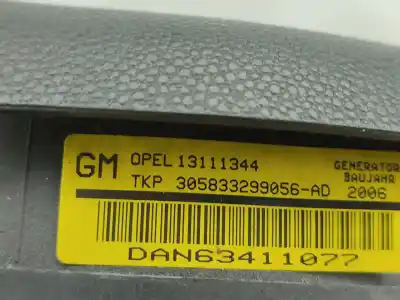 GM OPEL 13111344 GENERATOR
BAUJAHR
TKP 305833299056-AD 2006
DAN63411077